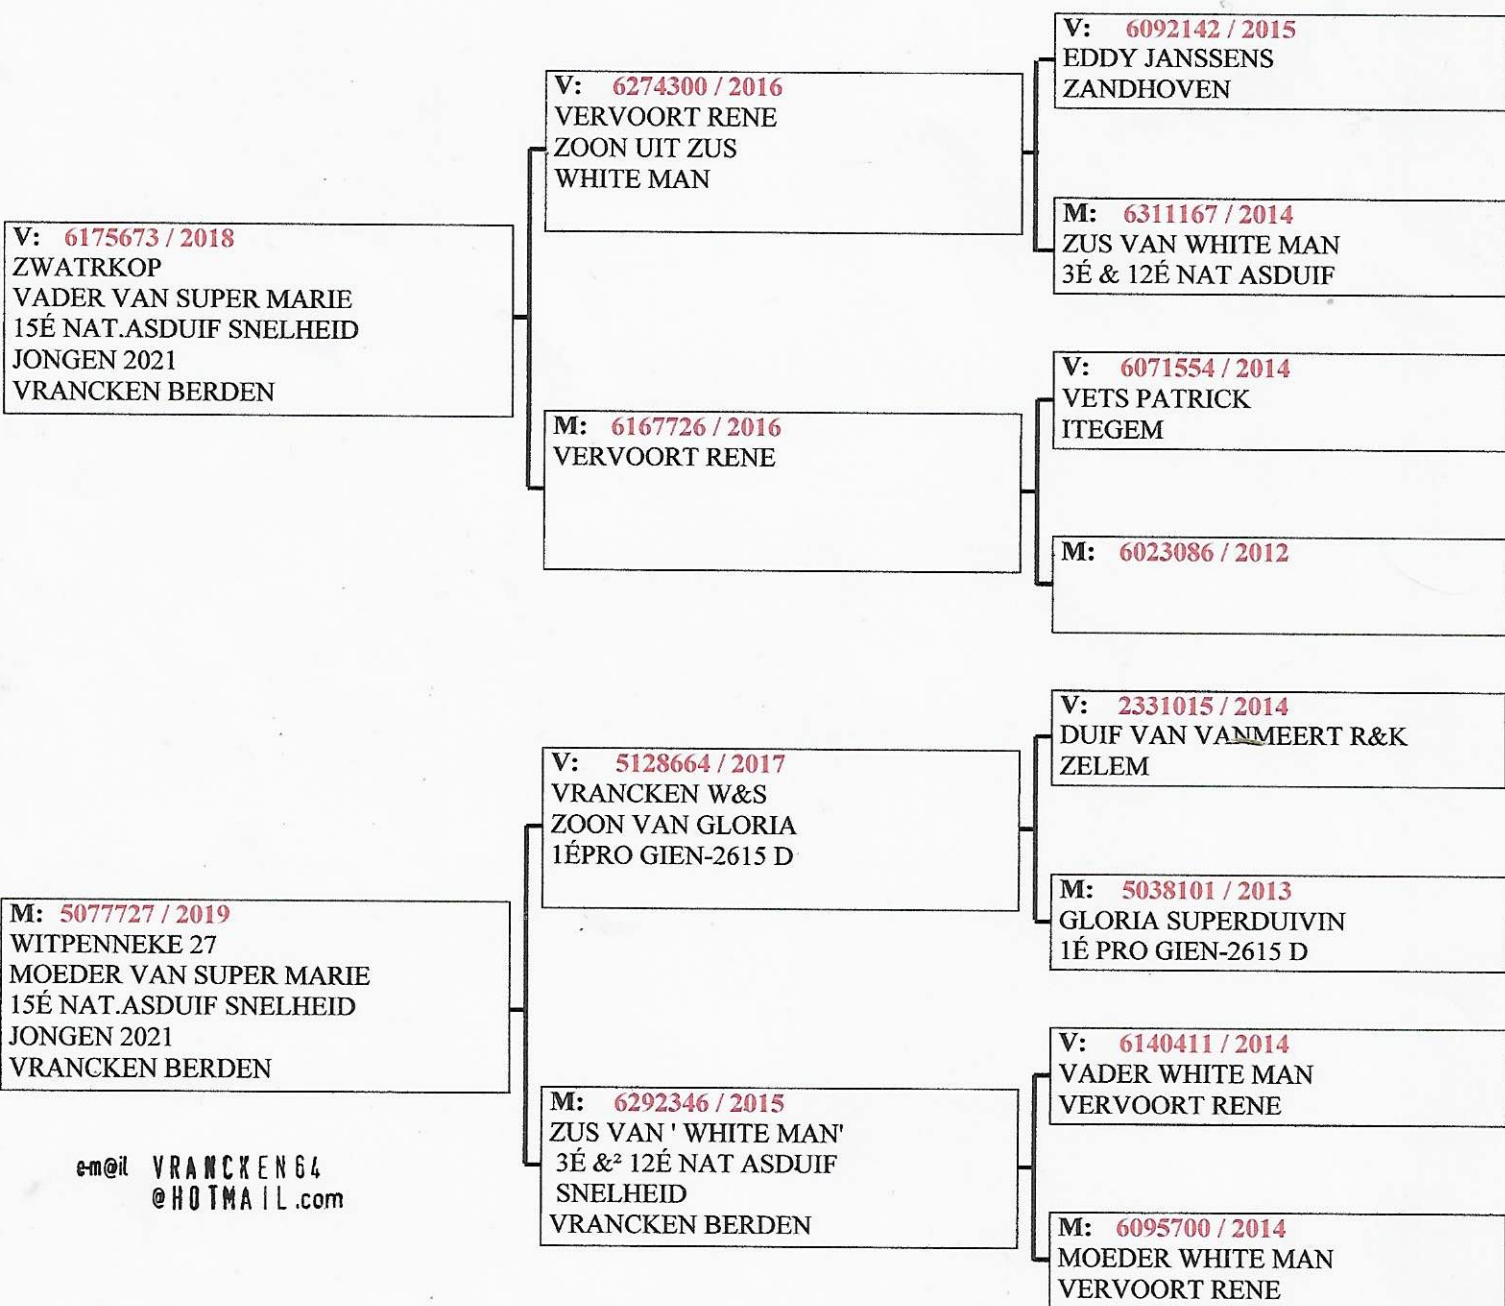 V: 6175673 / 2018
ZWATRKOP
VADER VAN SUPER MARIE
15É NAT.ASDUIF SNELHEID
JONGEN 2021
VRANCKEN BERDEN
M: 5077727 / 2019
WITPENNEKE 27
MOEDER VAN SUPER MARIE
15É NAT.ASDUIF SNELHEID
JONGEN 2021
VRANCKEN BERDEN
e-m@il VRANCKEN64
@HOTMAIL.com
V: 6274300 / 2016
VERVOORT RENE
ZOON UIT ZUS
WHITE MAN
M: 6167726 / 2016
VERVOORT RENE
V: 5128664 / 2017
VRANCKEN W&S
ZOON VAN GLORIA
1ÉPRO GIEN-2615 D
M: 6292346 / 2015
ZUS VAN ' WHITE MAN'
3É &² 12É NAT ASDUIF
SNELHEID
VRANCKEN BERDEN
V: 6092142 / 2015
EDDY JANSSENS
ZANDHOVEN
M: 6311167 / 2014
ZUS VAN WHITE MAN
3É & 12É NAT ASDUIF
V: 6071554 / 2014
VETS PATRICK
ITEGEM
M: 6023086 / 2012
V: 2331015 / 2014
DUIF VAN VANMEERT R&K
ZELEM
M: 5038101 / 2013
GLORIA SUPERDUIVIN
1É PRO GIEN-2615 D
V: 6140411 / 2014
VADER WHITE MAN
VERVOORT RENE
M: 6095700 / 2014
MOEDER WHITE MAN
VERVOORT RENE